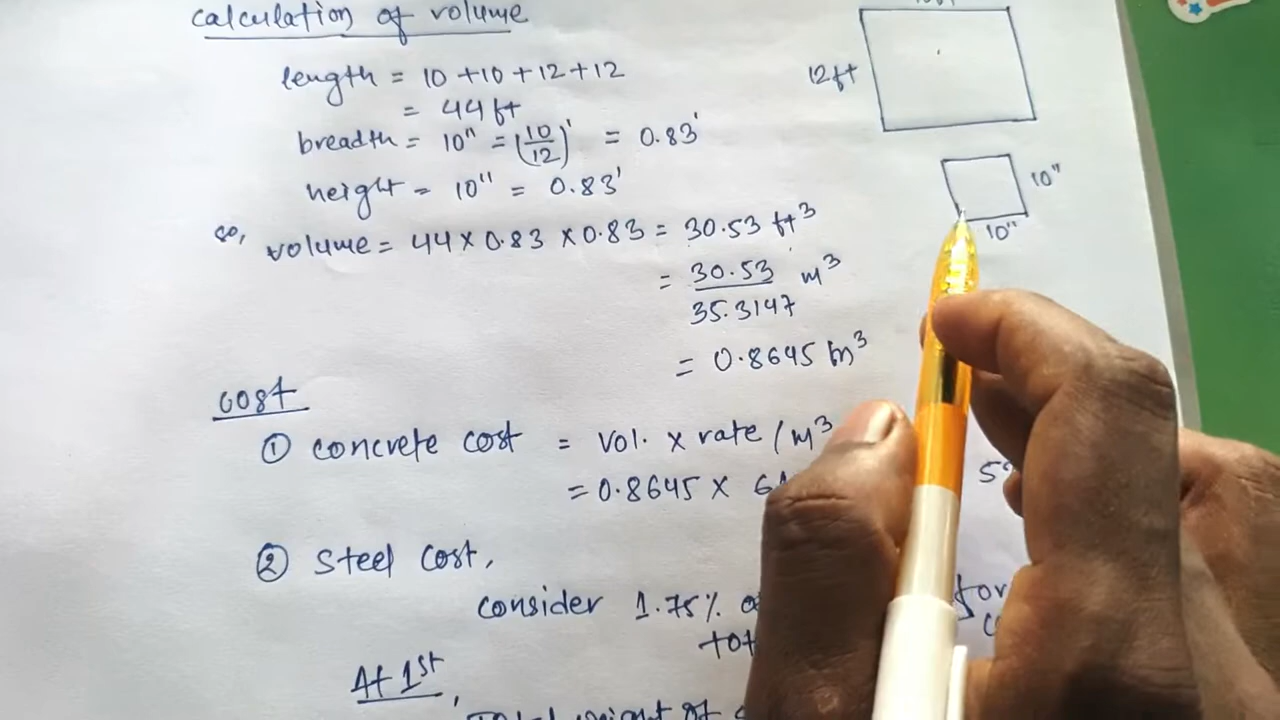 calculation of volume
length = 10 + 10 + 12 + 12
= 44 ft
breadth = 10" = (10/12)' = 0.83'
height = 10" = 0.83'
so,
volume = 44 x 0.83 x 0.83 = 30.53 ft³
= 30.53 / 35.3147 m³
= 0.8645 m³
12ft
10"
10"
cost
① concrete cost = vol. x rate / m³
= 0.8645 x
② steel cost,
consider 1.75%
for
At 1st,